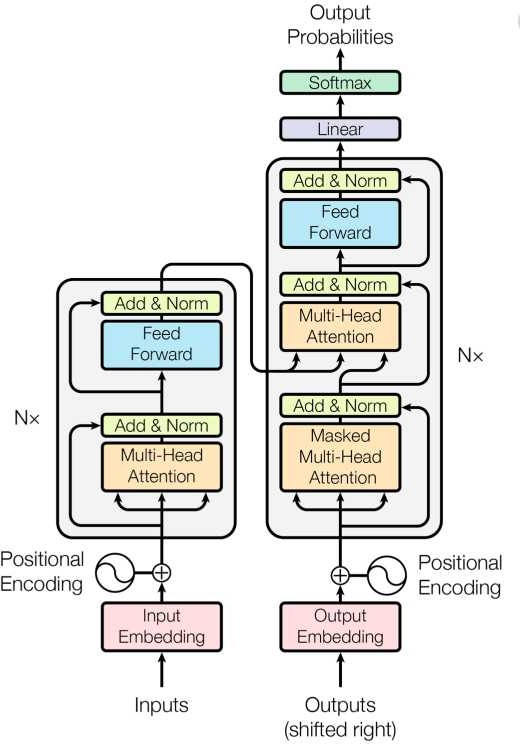 Output
Probabilities
Softmax
Linear
Add & Norm
Feed
Forward
Add & Norm
Multi-Head
Attention
Add & Norm
Masked
Multi-Head
Attention
N×
Add & Norm
Feed
Forward
Add & Norm
Multi-Head
Attention
N×
Positional
Encoding
Positional
Encoding
Input
Embedding
Output
Embedding
Inputs
Outputs
(shifted right)